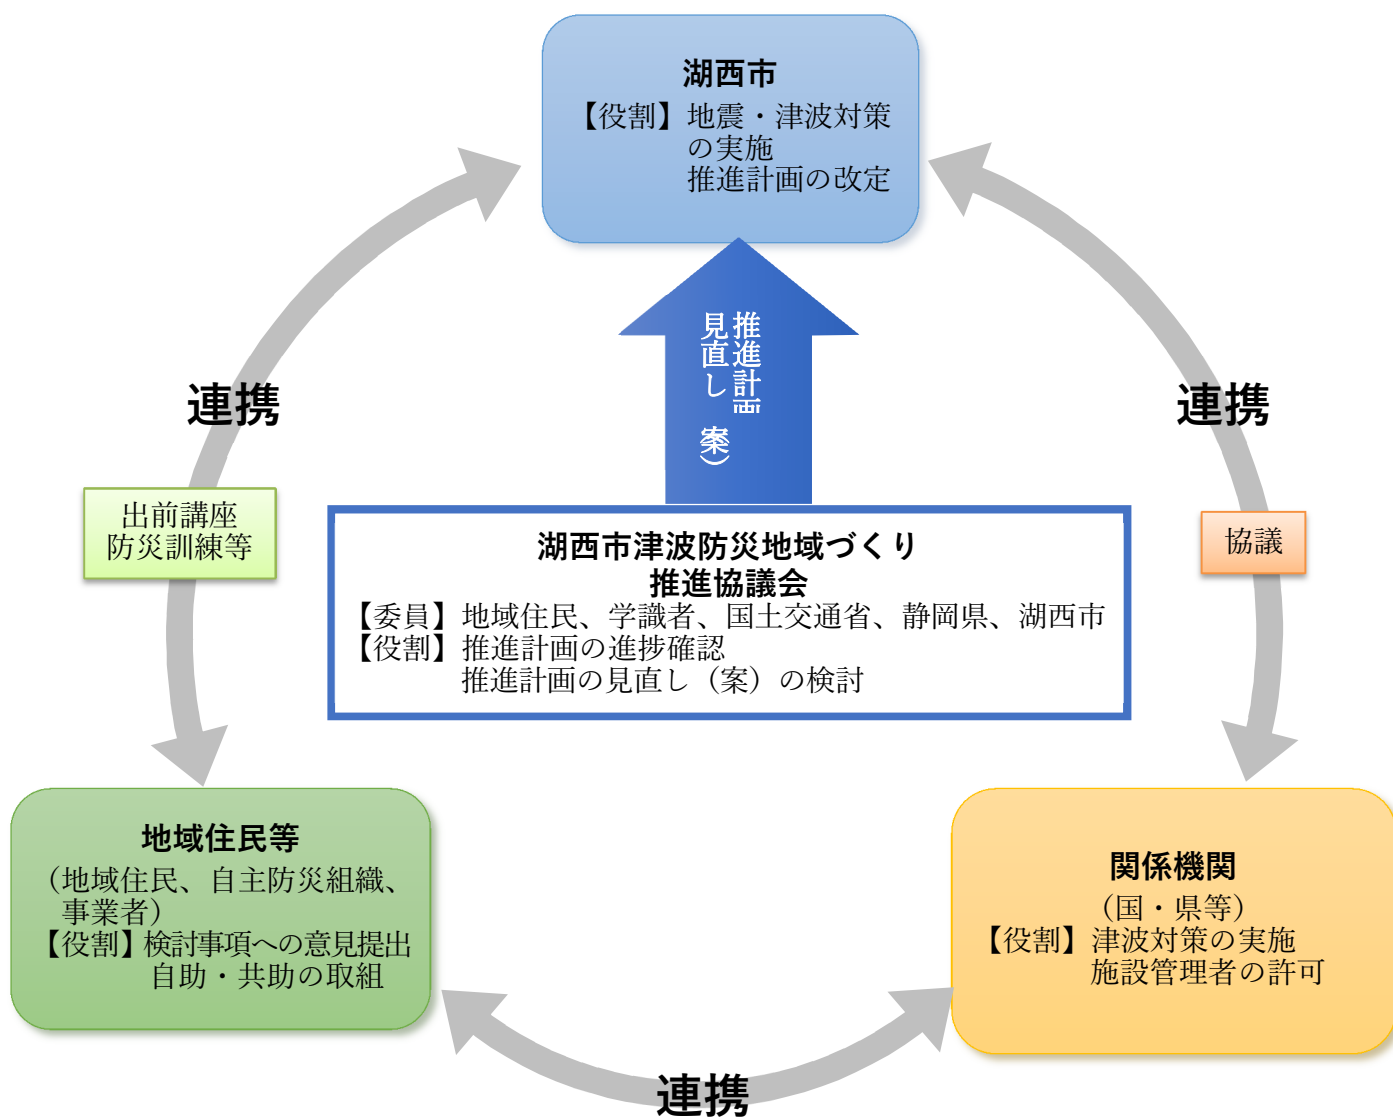 湖西市
【役割】地震・津波対策
の実施
推進計画の改定
推進計画
見直し（案）
連携
連携
出前講座
防災訓練等
協議
湖西市津波防災地域づくり
推進協議会
【委員】地域住民、学識者、国土交通省、静岡県、湖西市
【役割】推進計画の進捗確認
推進計画の見直し（案）の検討
地域住民等
（地域住民、自主防災組織、
事業者）
【役割】検討事項への意見提出
自助・共助の取組
関係機関
（国・県等）
【役割】津波対策の実施
施設管理者の許可
連携